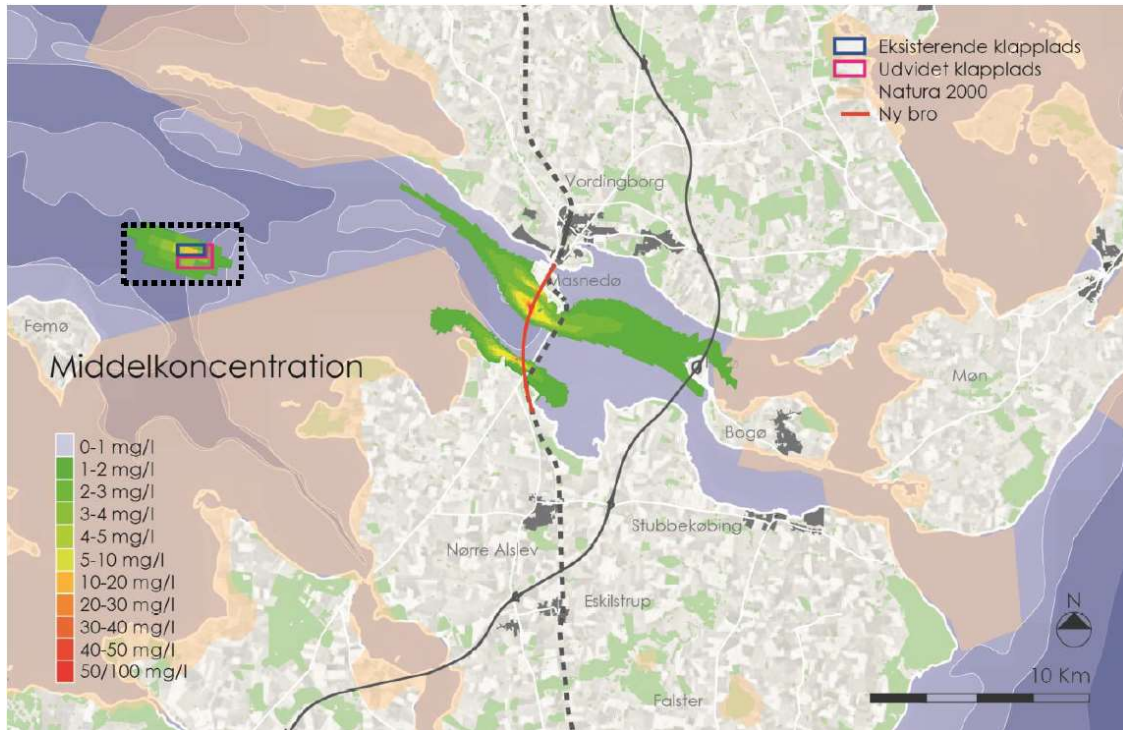 Eksisterende klapplads
Udvidet klapplads
Natura 2000
Ny bro
Vordingborg
Masnedø
Femø
Middelkoncentration
Møn
Bogø
0-1 mg/l
1-2 mg/l
2-3 mg/l
3-4 mg/l
4-5 mg/l
5-10 mg/l
10-20 mg/l
20-30 mg/l
30-40 mg/l
40-50 mg/l
50/100 mg/l
Stubbekøbing
Nørre Alslev
Eskilstrup
N
10 Km
Falster